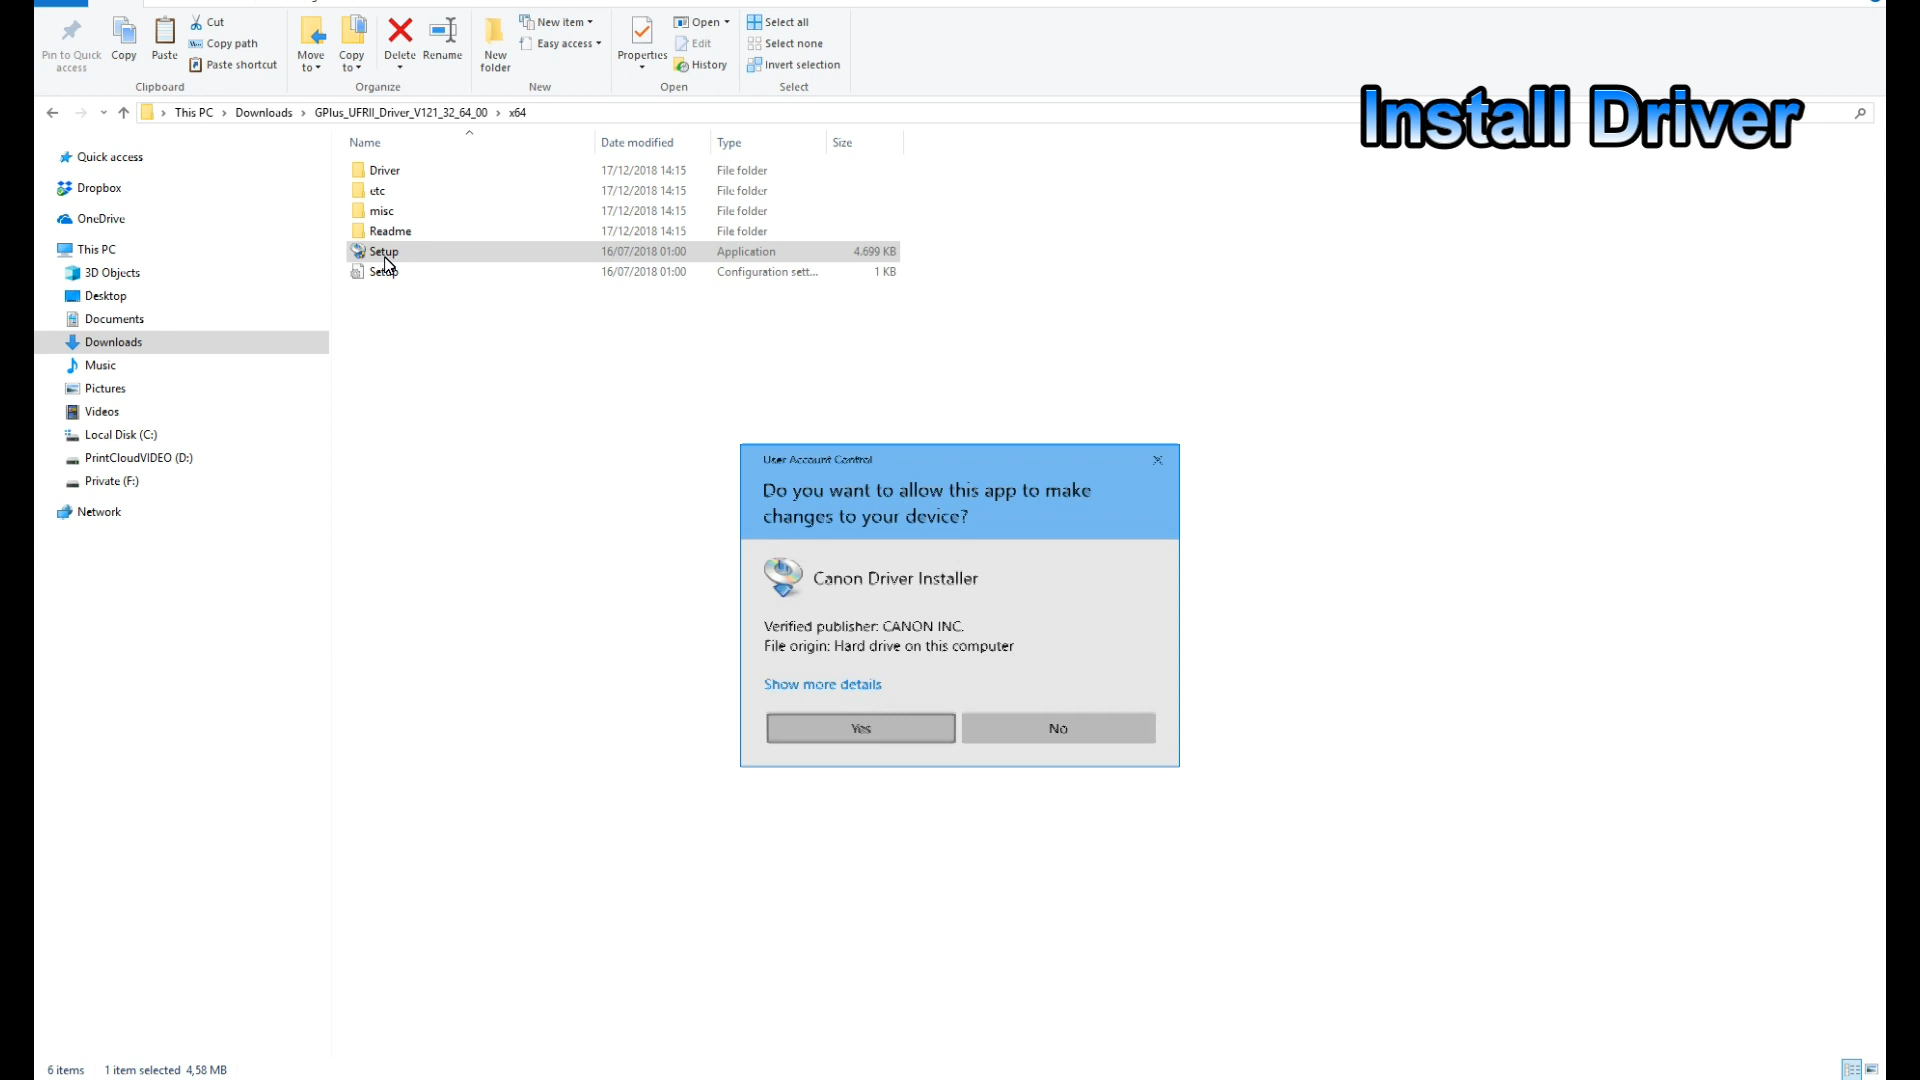 Pin to Quick access
Copy
Paste
Cut
Copy path
Paste shortcut
Clipboard
Move to
Copy to
Delete
Rename
Organize
New folder
New item
Easy access
New
Properties
Open
Edit
History
Open
Select all
Select none
Invert selection
Select
This PC > Downloads > GPlus_UFRII_Driver_V121_32_64_00 > x64
Install Driver
Name Date modified Type Size
Quick access
Dropbox
OneDrive
This PC
3D Objects
Desktop
Documents
Downloads
Music
Pictures
Videos
Local Disk (C:)
PrintCloudVIDEO (D:)
Private (F:)
Network
Driver 17/12/2018 14:15 File folder
etc 17/12/2018 14:15 File folder
misc 17/12/2018 14:15 File folder
Readme 17/12/2018 14:15 File folder
Setup 16/07/2018 01:00 Application 4.699 KB
Setup 16/07/2018 01:00 Configuration sett... 1 KB
User Account Control
Do you want to allow this app to make
changes to your device?
Canon Driver Installer
Verified publisher: CANON INC.
File origin: Hard drive on this computer
Show more details
Yes No
6 items 1 item selected 4,58 MB